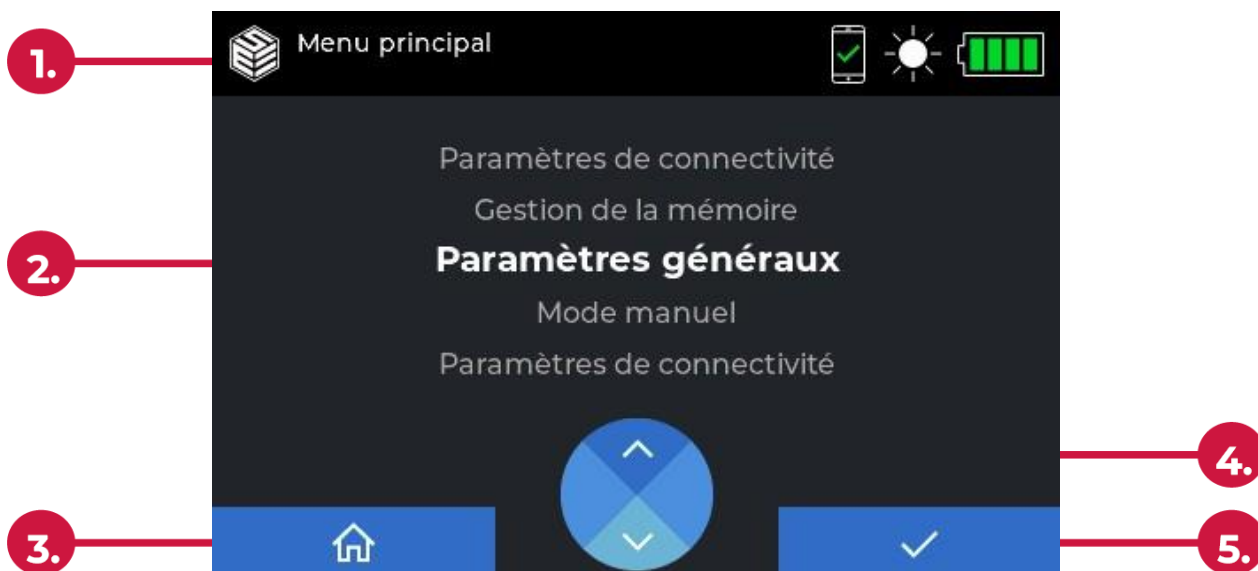 1.
Menu principal
Paramètres de connectivité
Gestion de la mémoire
2.
Paramètres généraux
Mode manuel
Paramètres de connectivité
4.
3.
5.